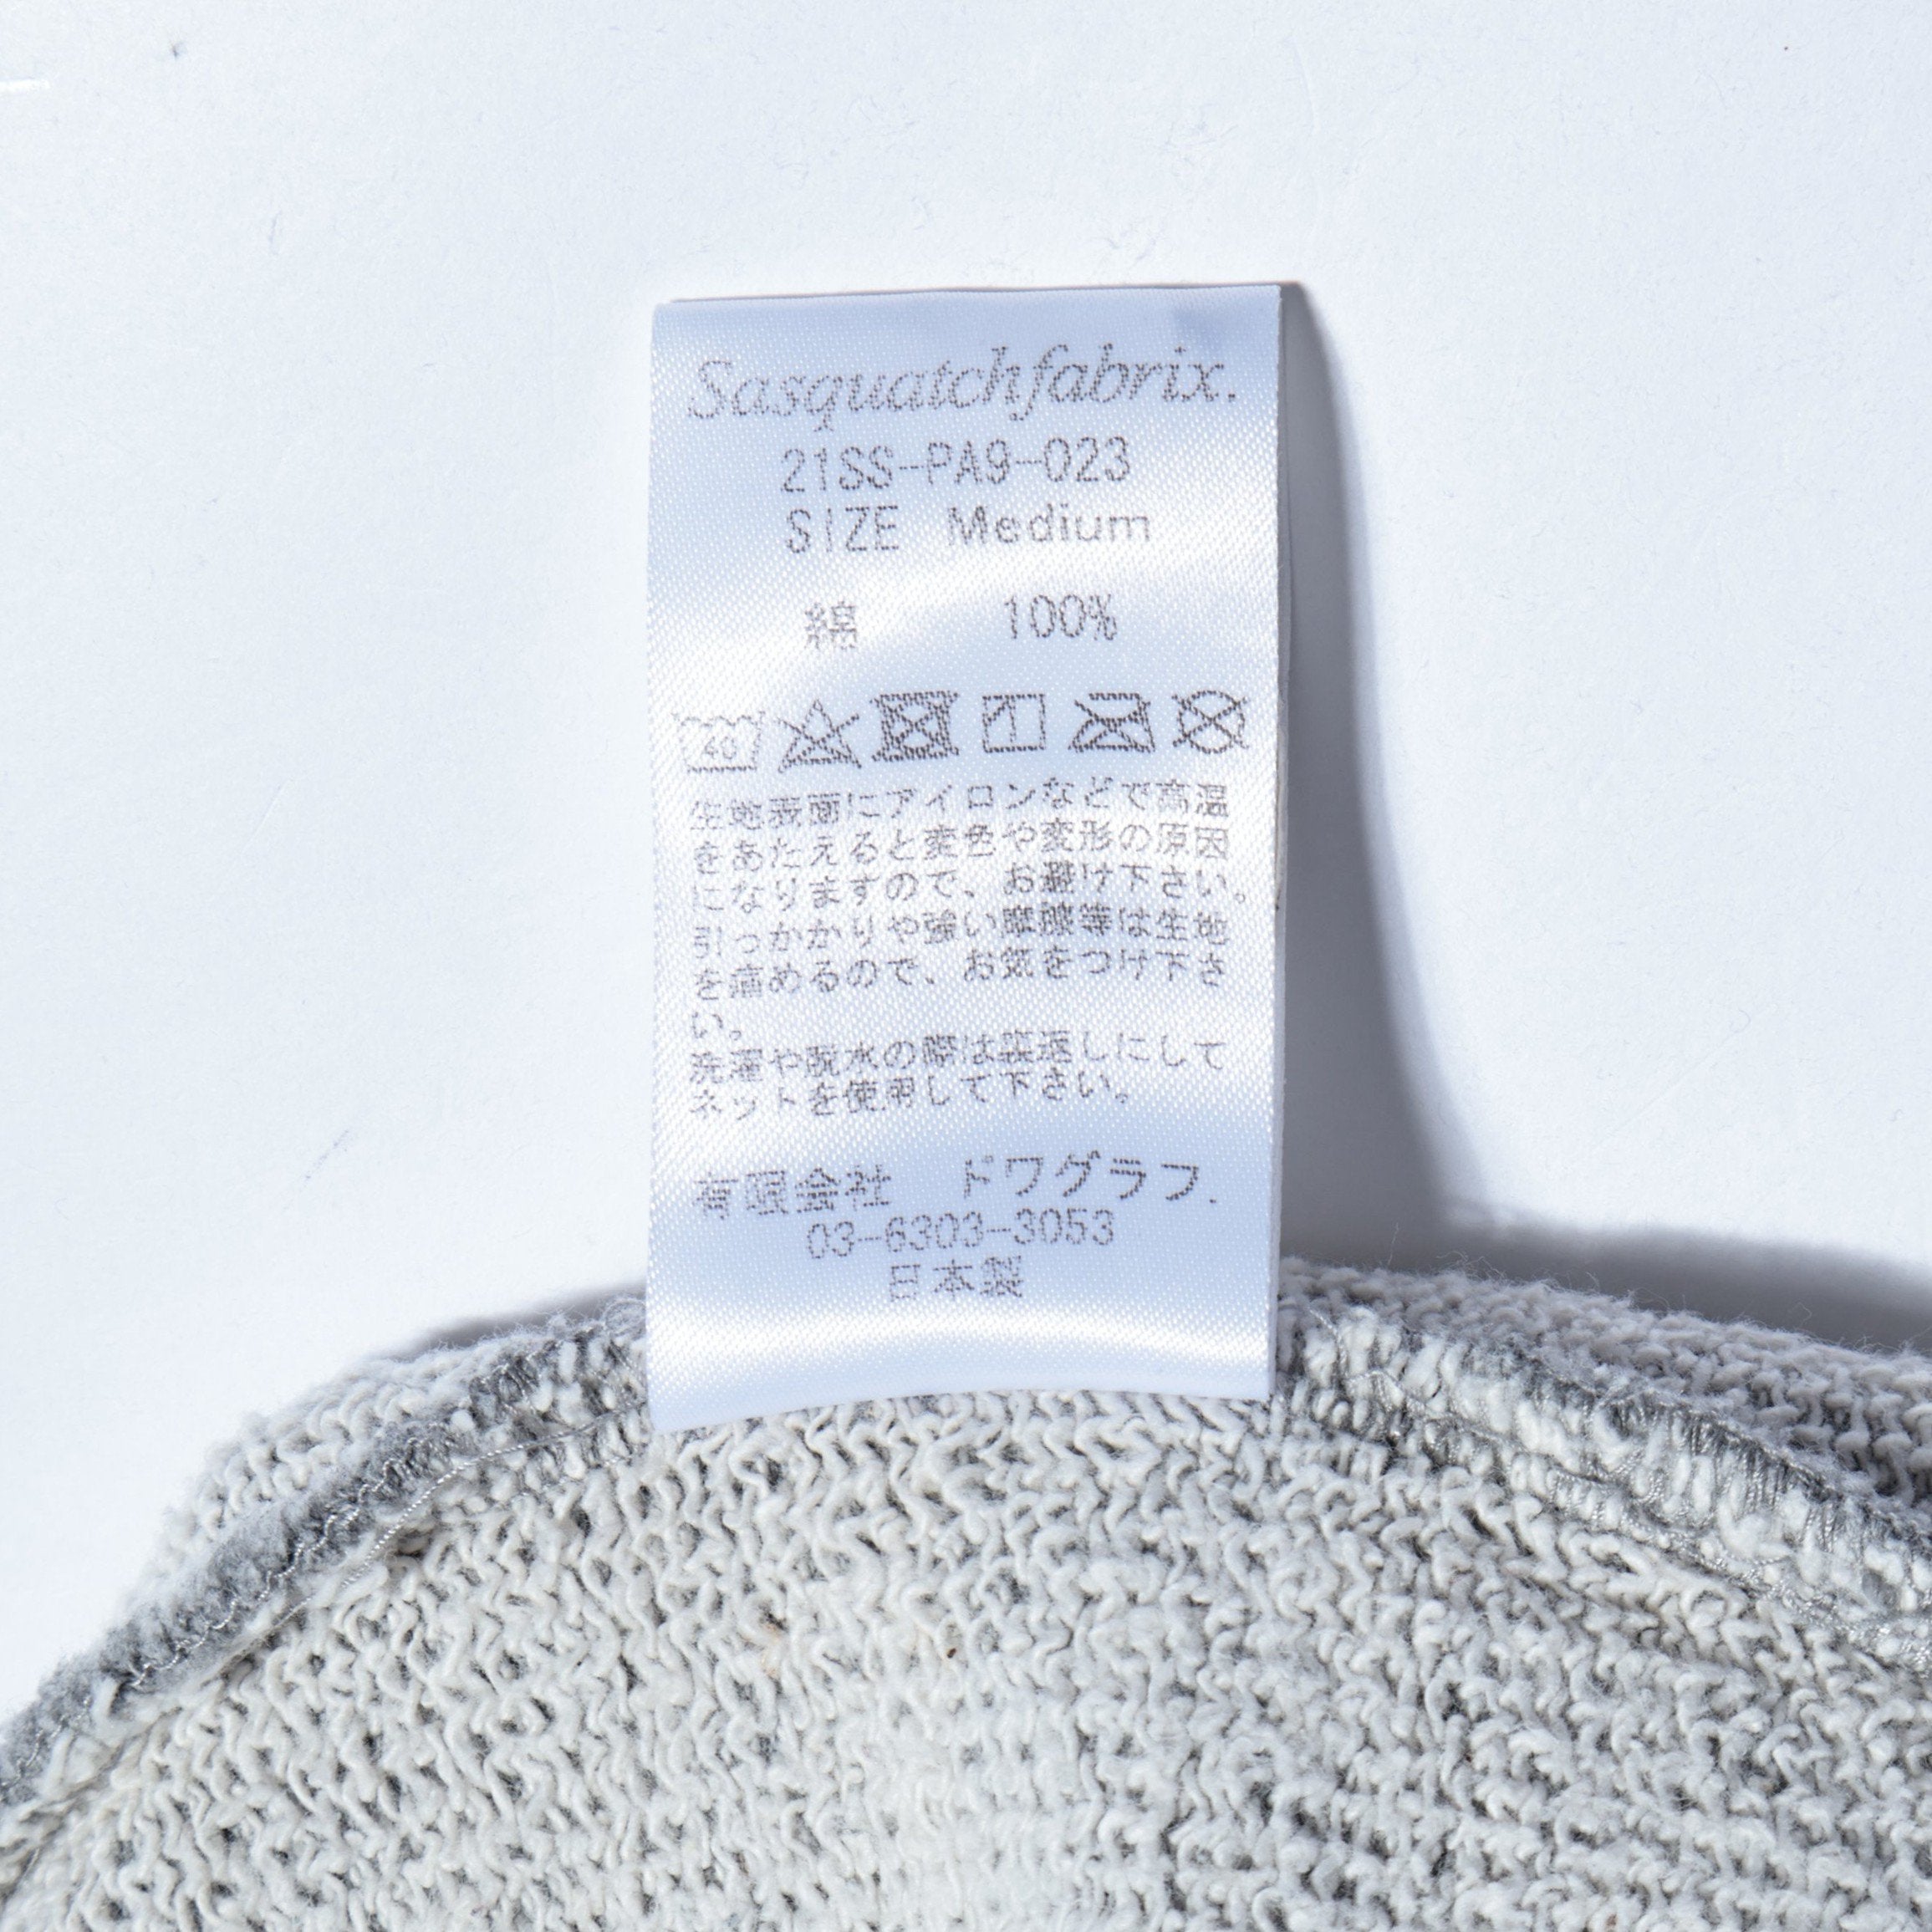 Sasquatchfabrix.
21SS-PA9-023
SIZE Medium
綿 100%
40
生地表面にアイロンなどで高温
をあたえると変色や変形の原因
になりますので、お避け下さい。
引っかかりや強い摩擦等は生地
を痛めるので、お気をつけ下さ
い。
洗濯や脱水の際は裏返しにして
ネットを使用して下さい。
有限会社 ドワグラフ.
03-6303-3053
日本製